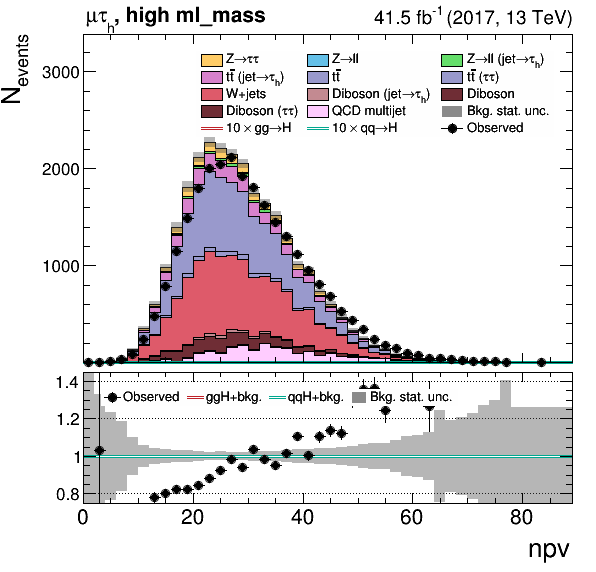 μτh, high ml_mass 41.5 fb⁻¹ (2017, 13 TeV)
Nevents
3000
2000
1000
Z→ττ Z→ll Z→ll (jet→τh)
tt̄ (jet→τh) tt̄ tt̄ (ττ)
W+jets Diboson (jet→τh) Diboson
Diboson (ττ) QCD multijet Bkg. stat. unc.
10 × gg→H 10 × qq→H Observed
1.4
1.2
1
0.8
Observed ggH+bkg. qqH+bkg. Bkg. stat. unc.
0 20 40 60 80
npv